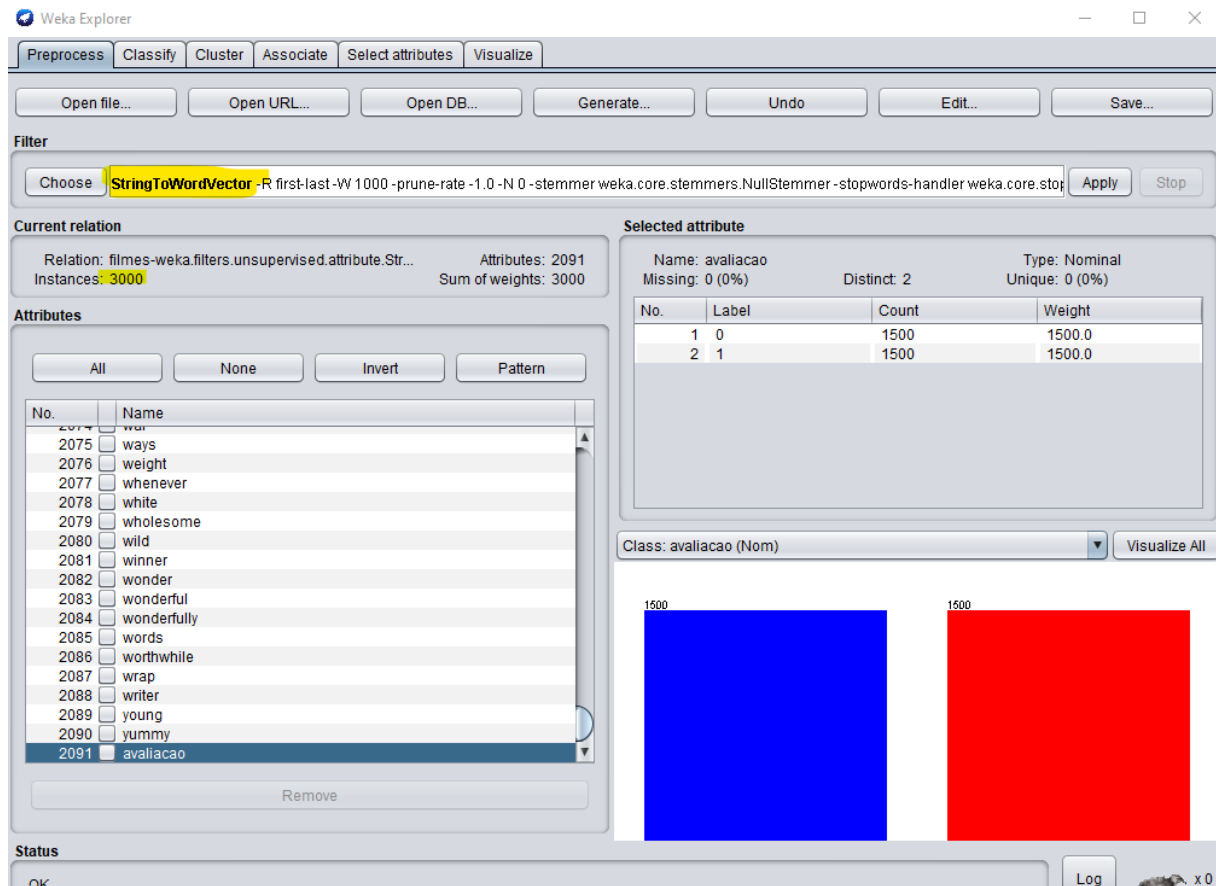 Weka Explorer
Preprocess Classify Cluster Associate Select attributes Visualize
Open file... Open URL... Open DB... Generate... Undo Edit... Save...
Filter
Choose StringToWordVector -R first-last -W 1000 -prune-rate -1.0 -N 0 -stemmer weka.core.stemmers.NullStemmer -stopwords-handler weka.core.stop Apply Stop
Current relation
Relation: filmes-weka.filters.unsupervised.attribute.Str... Attributes: 2091
Instances: 3000 Sum of weights: 3000
Attributes
All None Invert Pattern
No. Name
2074 war
2075 ways
2076 weight
2077 whenever
2078 white
2079 wholesome
2080 wild
2081 winner
2082 wonder
2083 wonderful
2084 wonderfully
2085 words
2086 worthwhile
2087 wrap
2088 writer
2089 young
2090 yummy
2091 avaliacao
Remove
Selected attribute
Name: avaliacao Type: Nominal
Missing: 0 (0%) Distinct: 2 Unique: 0 (0%)
No. Label Count Weight
1 0 1500 1500.0
2 1 1500 1500.0
Class: avaliacao (Nom) Visualize All
1500 1500
Status
OK Log x 0